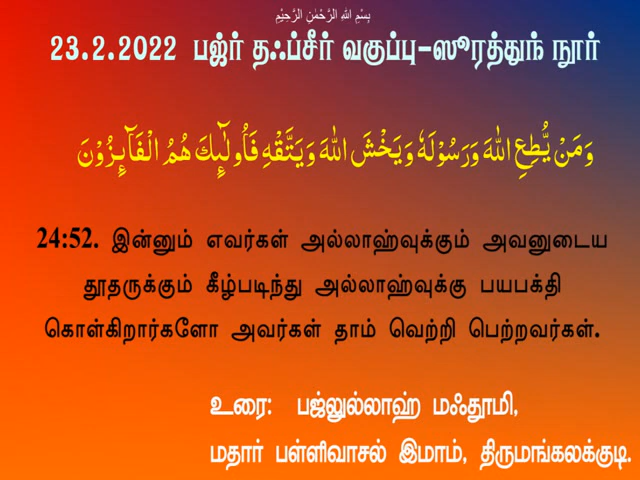 بِسْمِ اللهِ الرَّحْمٰنِ الرَّحِيْمِ
23.2.2022 பஜ்ர் தஃப்சீர் வகுப்பு-ஸூரத்துந் நூர்
وَمَنْ يُّطِعِ اللّٰهَ وَرَسُوْلَهٗ وَيَخْشَ اللّٰهَ وَيَتَّقْهِ فَاُولٰٓٮِٕكَ هُمُ الْفَآٮِٕزُوْنَ
24:52. இன்னும் எவர்கள் அல்லாஹ்வுக்கும் அவனுடைய
தூதருக்கும் கீழ்படிந்து அல்லாஹ்வுக்கு பயபக்தி
கொள்கிறார்களோ அவர்கள் தாம் வெற்றி பெற்றவர்கள்.
உரை: பஜ்லுல்லாஹ் மஃதூமி,
மதார் பள்ளிவாசல் இமாம், திருமங்கலக்குடி.